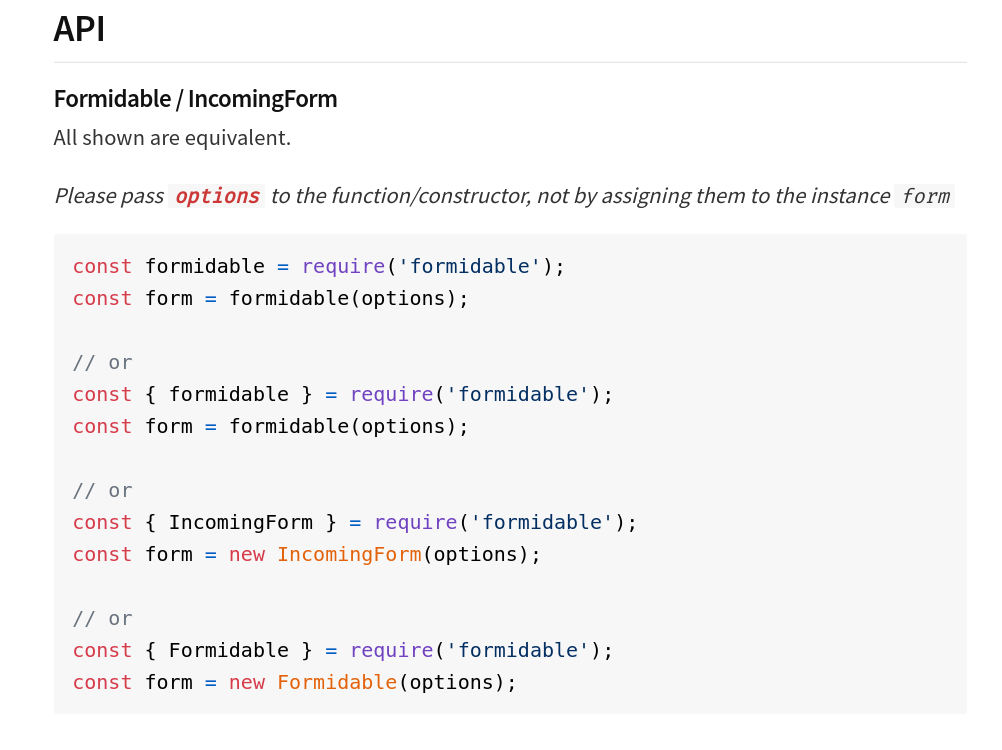 API
Formidable / IncomingForm
All shown are equivalent.
Please pass options to the function/constructor, not by assigning them to the instance form
const formidable = require('formidable');
const form = formidable(options);
// or
const { formidable } = require('formidable');
const form = formidable(options);
// or
const { IncomingForm } = require('formidable');
const form = new IncomingForm(options);
// or
const { Formidable } = require('formidable');
const form = new Formidable(options);